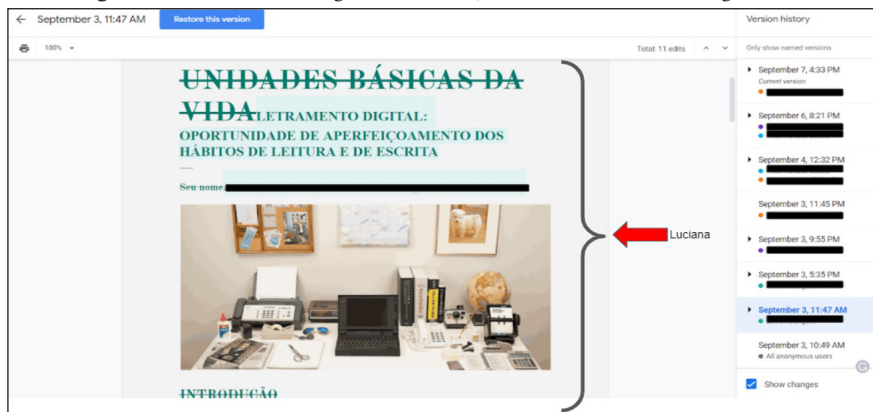 ← September 3, 11:47 AM
Restore this version
Version history
100%
Total: 11 edits
Only show named versions
UNIDADES BÁSICAS DA
VIDALETRAMENTO DIGITAL:
OPORTUNIDADE DE APERFEIÇOAMENTO DOS
HÁBITOS DE LEITURA E DE ESCRITA
Seu nome
INTRODUÇÃO
Luciana
September 7, 4:33 PM
Current version
September 6, 8:21 PM
September 4, 12:32 PM
September 3, 11:45 PM
September 3, 9:55 PM
September 3, 5:35 PM
September 3, 11:47 AM
September 3, 10:49 AM
All anonymous users
Show changes